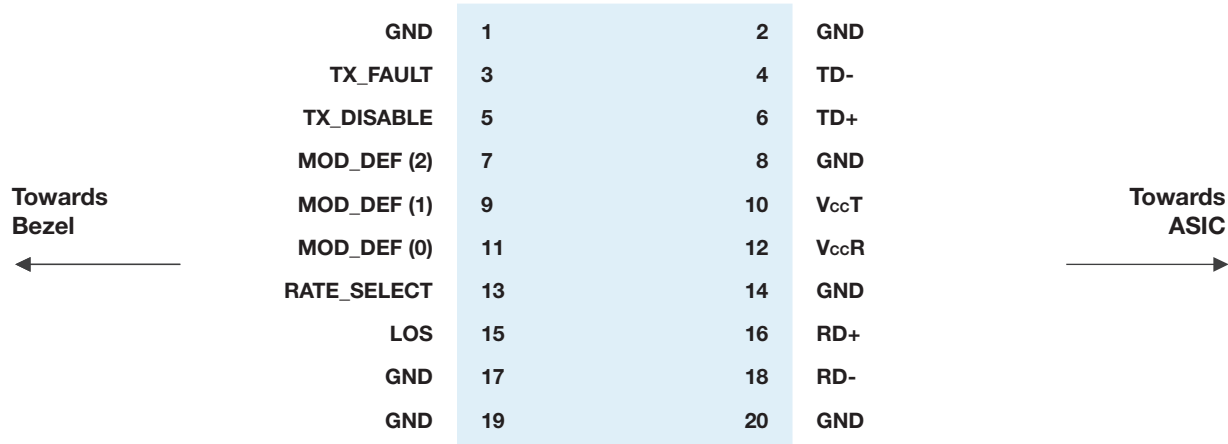 GND 1 2 GND
TX_FAULT 3 4 TD-
TX_DISABLE 5 6 TD+
MOD_DEF (2) 7 8 GND
Towards Bezel
MOD_DEF (1) 9 10 VccT
Towards ASIC
MOD_DEF (0) 11 12 VccR
RATE_SELECT 13 14 GND
LOS 15 16 RD+
GND 17 18 RD-
GND 19 20 GND